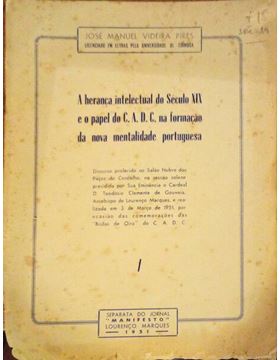 JOSÉ MANUEL VIDEIRA PIRES
LICENCIADO EM LETRAS PELA UNIVERSIDADE DE COIMBRA
A herança intelectual do Século XIX
e o papel do C. A. D. C. na formação
da nova mentalidade portuguesa
Discurso proferido no Salão Nobre dos
Paços do Concelho, na sessão solene
presidida por Sua Eminência o Cardeal
D. Teodósio Clemente de Gouveia,
Arcebispo de Lourenço Marques, e rea-
lizada em 3 de Março de 1951, por
ocasião das comemorações das
"Bodas de Oiro" do C. A. D. C.
SEPARATA DO JORNAL
"MANIFESTO"
LOURENÇO MARQUES
1951